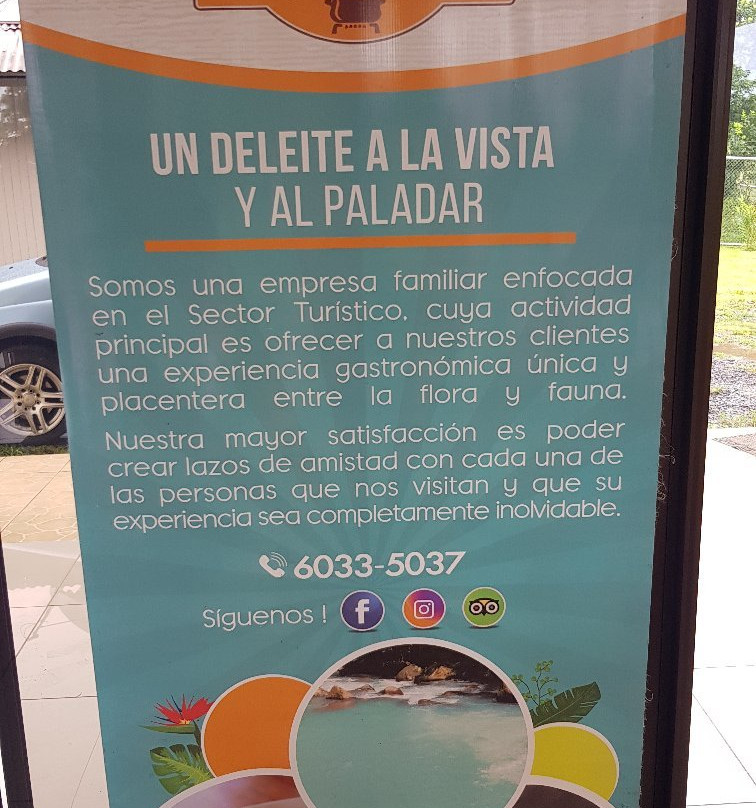 UN DELEITE A LA VISTA
Y AL PALADAR
Somos una empresa familiar enfocada
en el Sector Turístico. cuya actividad
principal es ofrecer a nuestros clientes
una experiencia gastronómica única y
placentera entre la flora y fauna.
Nuestra mayor satisfacción es poder
crear lazos de amistad con cada una de
las personas que nos visitan y que su
experiencia sea completamente inolvidable.
6033-5037
Síguenos !